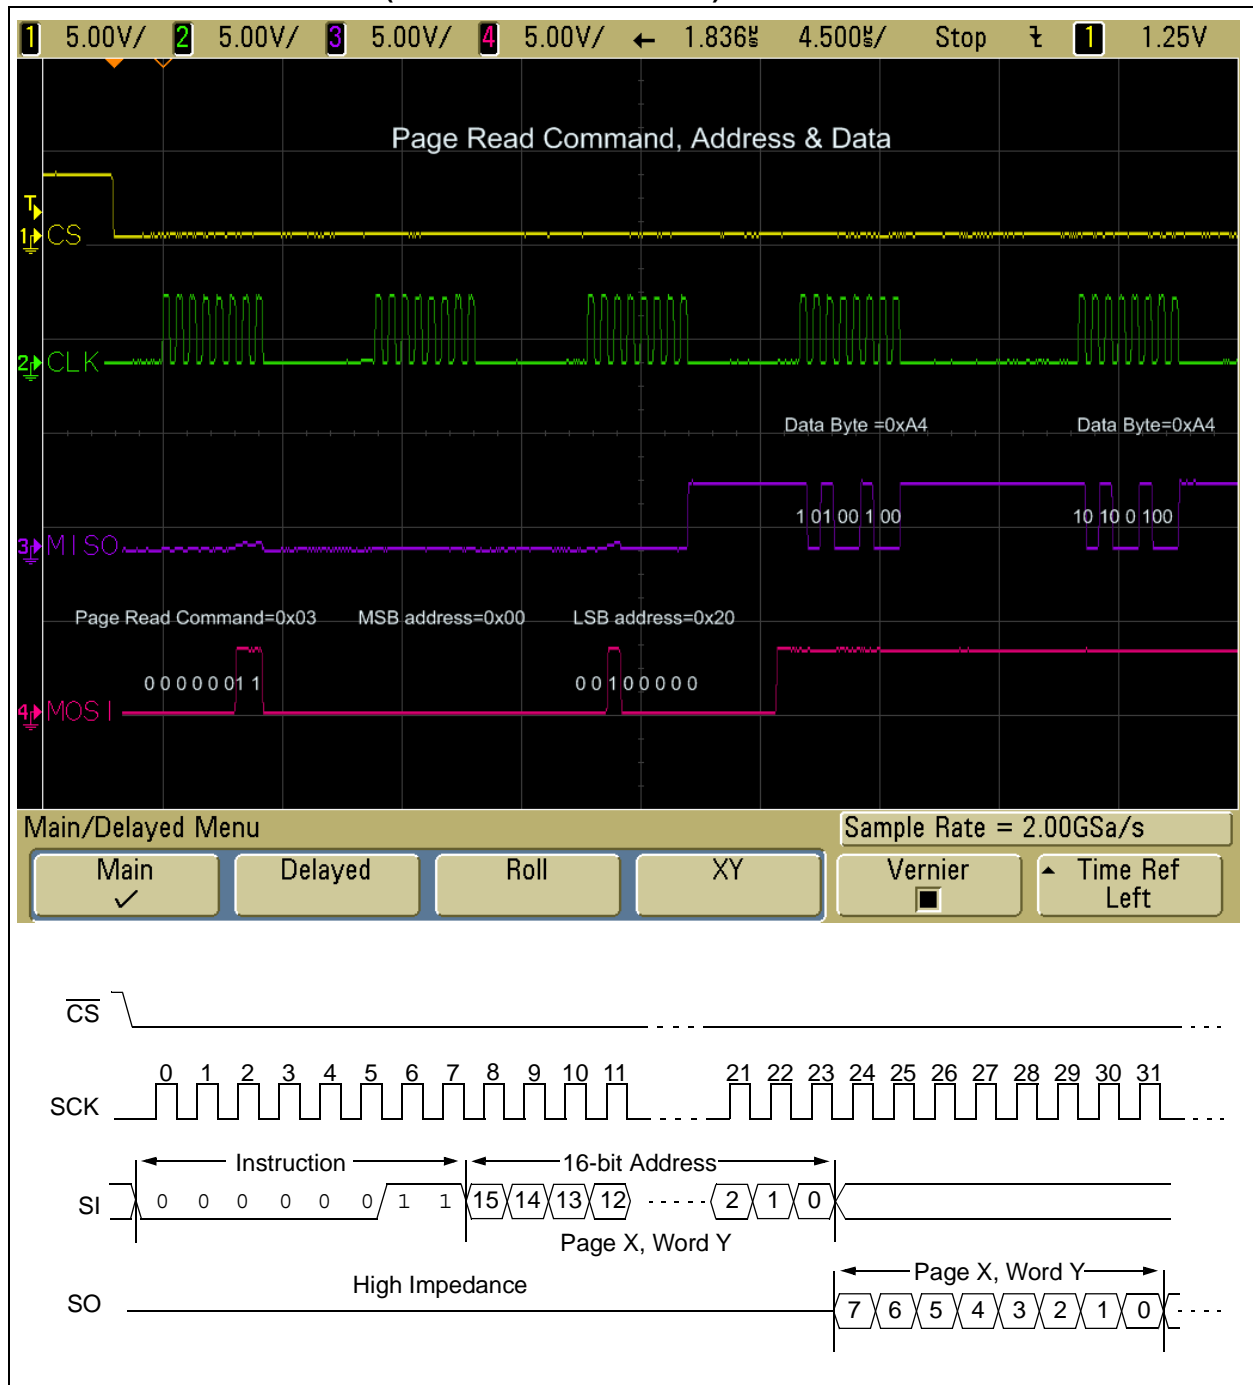 1 5.00V/ 2 5.00V/ 3 5.00V/ 4 5.00V/ ← 1.836µs 4.500µs/ Stop 1 1.25V
Page Read Command, Address & Data
T
1 CS
2 CLK
Data Byte =0xA4 Data Byte=0xA4
1 01 00 1 00 10 10 0 100
3 MISO
Page Read Command=0x03 MSB address=0x00 LSB address=0x20
0 0 0 0 0 0 1 1 0 0 1 0 0 0 0 0
4 MOSI
Main/Delayed Menu Sample Rate = 2.00GSa/s
Main Delayed Roll XY Vernier Time Ref
Left
CS
0 1 2 3 4 5 6 7 8 9 10 11 21 22 23 24 25 26 27 28 29 30 31
SCK
Instruction 16-bit Address
SI 0 0 0 0 0 0 1 1 15 14 13 12 2 1 0
Page X, Word Y
High Impedance Page X, Word Y
SO 7 6 5 4 3 2 1 0